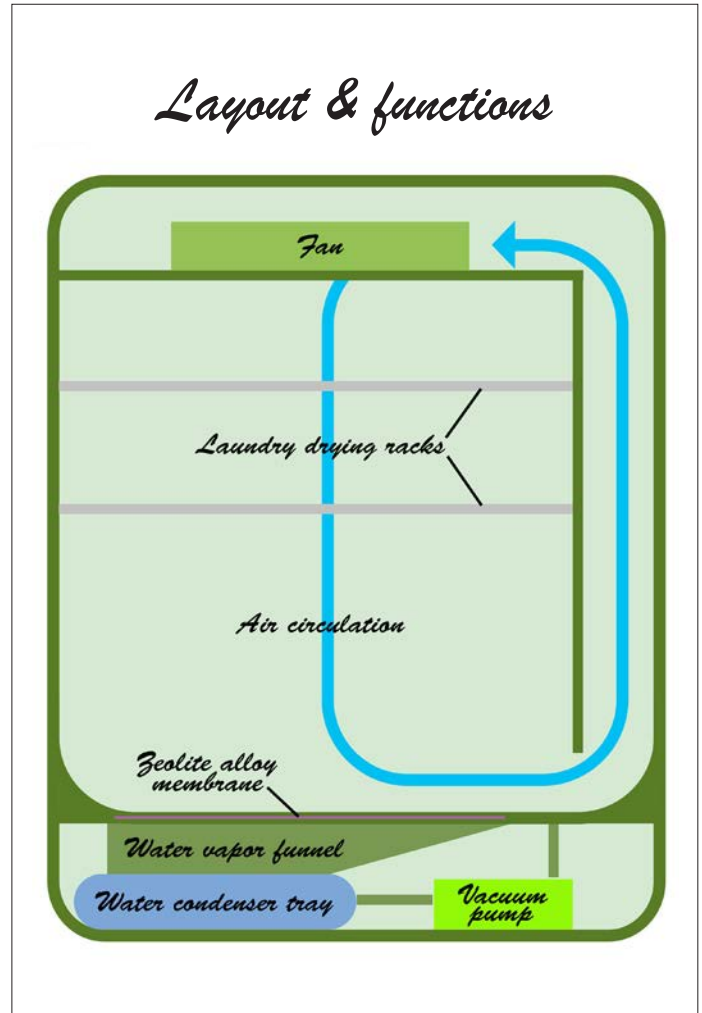 Layout & functions
Fan
Laundry drying racks
Air circulation
Zeolite alloy
membrane
Water vapor funnel
Water condenser tray
Vacuum
pump